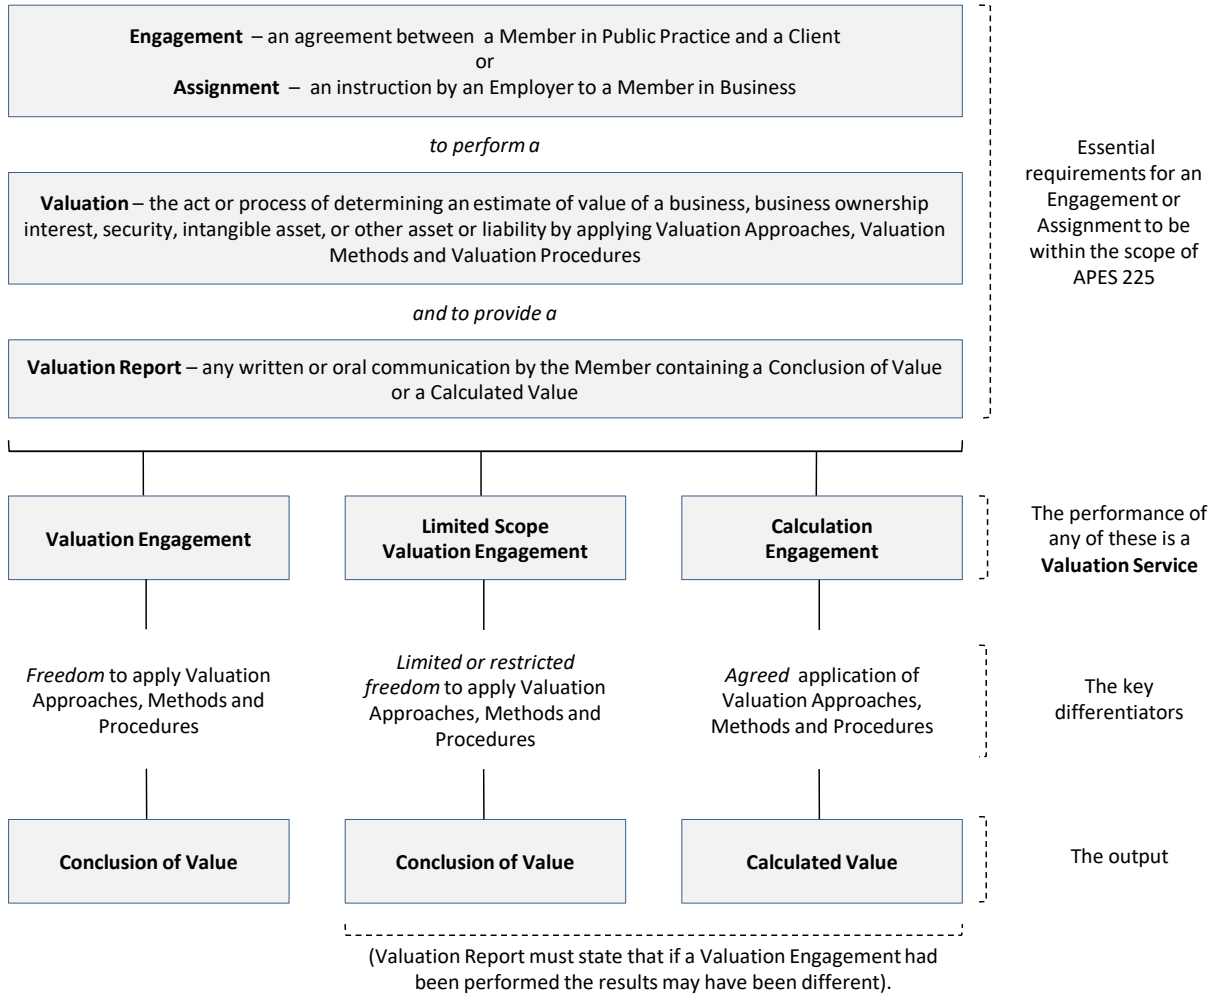 Engagement – an agreement between a Member in Public Practice and a Client
or
Assignment – an instruction by an Employer to a Member in Business
to perform a
Valuation – the act or process of determining an estimate of value of a business, business ownership
interest, security, intangible asset, or other asset or liability by applying Valuation Approaches, Valuation
Methods and Valuation Procedures
and to provide a
Valuation Report – any written or oral communication by the Member containing a Conclusion of Value
or a Calculated Value
Essential
requirements for an
Engagement or
Assignment to be
within the scope of
APES 225
Valuation Engagement
Limited Scope
Valuation Engagement
Calculation
Engagement
The performance of
any of these is a
Valuation Service
Freedom to apply Valuation
Approaches, Methods and
Procedures
Limited or restricted
freedom to apply Valuation
Approaches, Methods and
Procedures
Agreed application of
Valuation Approaches,
Methods and Procedures
The key
differentiators
Conclusion of Value
Conclusion of Value
Calculated Value
The output
(Valuation Report must state that if a Valuation Engagement had
been performed the results may have been different).